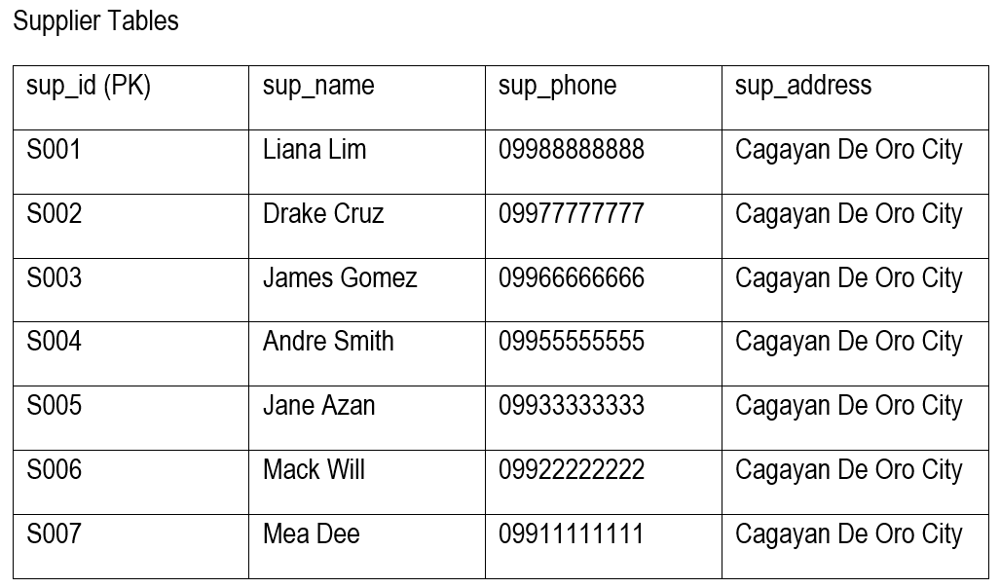 Supplier Tables
sup_id (PK) sup_name sup_phone sup_address
S001 Liana Lim 09988888888 Cagayan De Oro City
S002 Drake Cruz 09977777777 Cagayan De Oro City
S003 James Gomez 09966666666 Cagayan De Oro City
S004 Andre Smith 09955555555 Cagayan De Oro City
S005 Jane Azan 09933333333 Cagayan De Oro City
S006 Mack Will 09922222222 Cagayan De Oro City
S007 Mea Dee 09911111111 Cagayan De Oro City